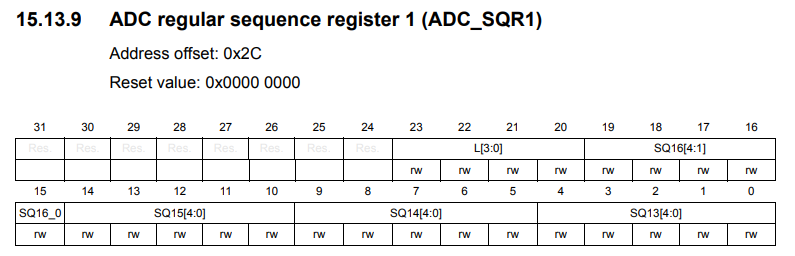 15.13.9 ADC regular sequence register 1 (ADC_SQR1)
Address offset: 0x2C
Reset value: 0x0000 0000
31 30 29 28 27 26 25 24 23 22 21 20 19 18 17 16
Res. Res. Res. Res. Res. Res. Res. Res. L[3:0] SQ16[4:1]
rw rw rw rw rw rw rw rw
15 14 13 12 11 10 9 8 7 6 5 4 3 2 1 0
SQ16_0 SQ15[4:0] SQ14[4:0] SQ13[4:0]
rw rw rw rw rw rw rw rw rw rw rw rw rw rw rw rw